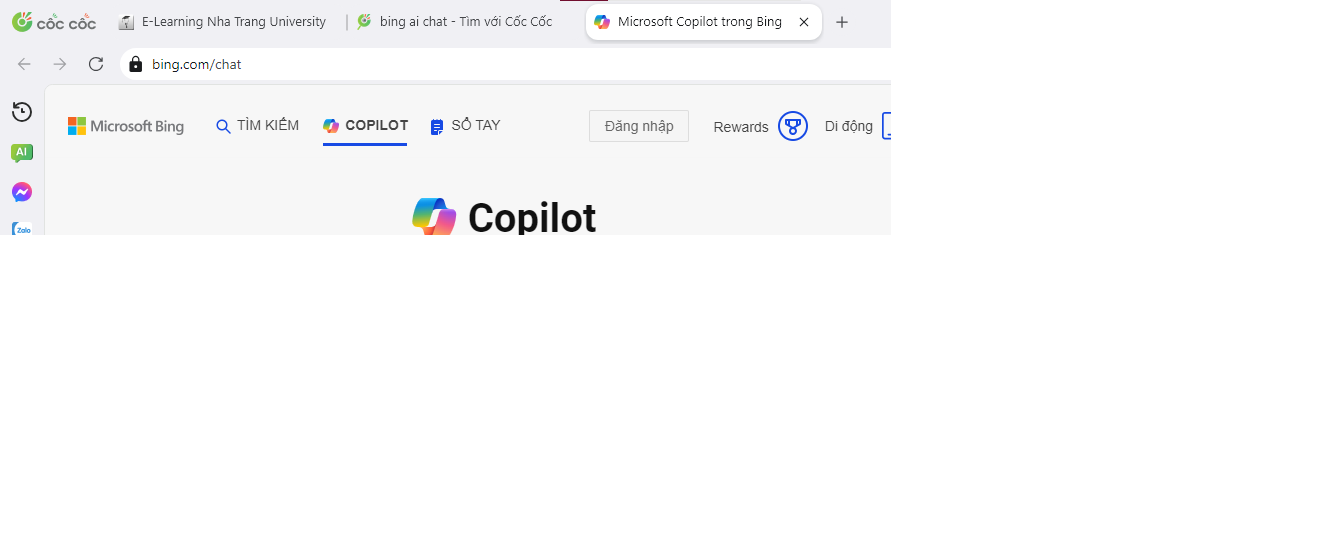 cốc cốc E-Learning Nha Trang University bing ai chat - Tìm với Cốc Cốc Microsoft Copilot trong Bing
bing.com/chat
Microsoft Bing TÌM KIẾM COPILOT SỔ TAY Đăng nhập Rewards Di động
AI
Copilot
Zalo